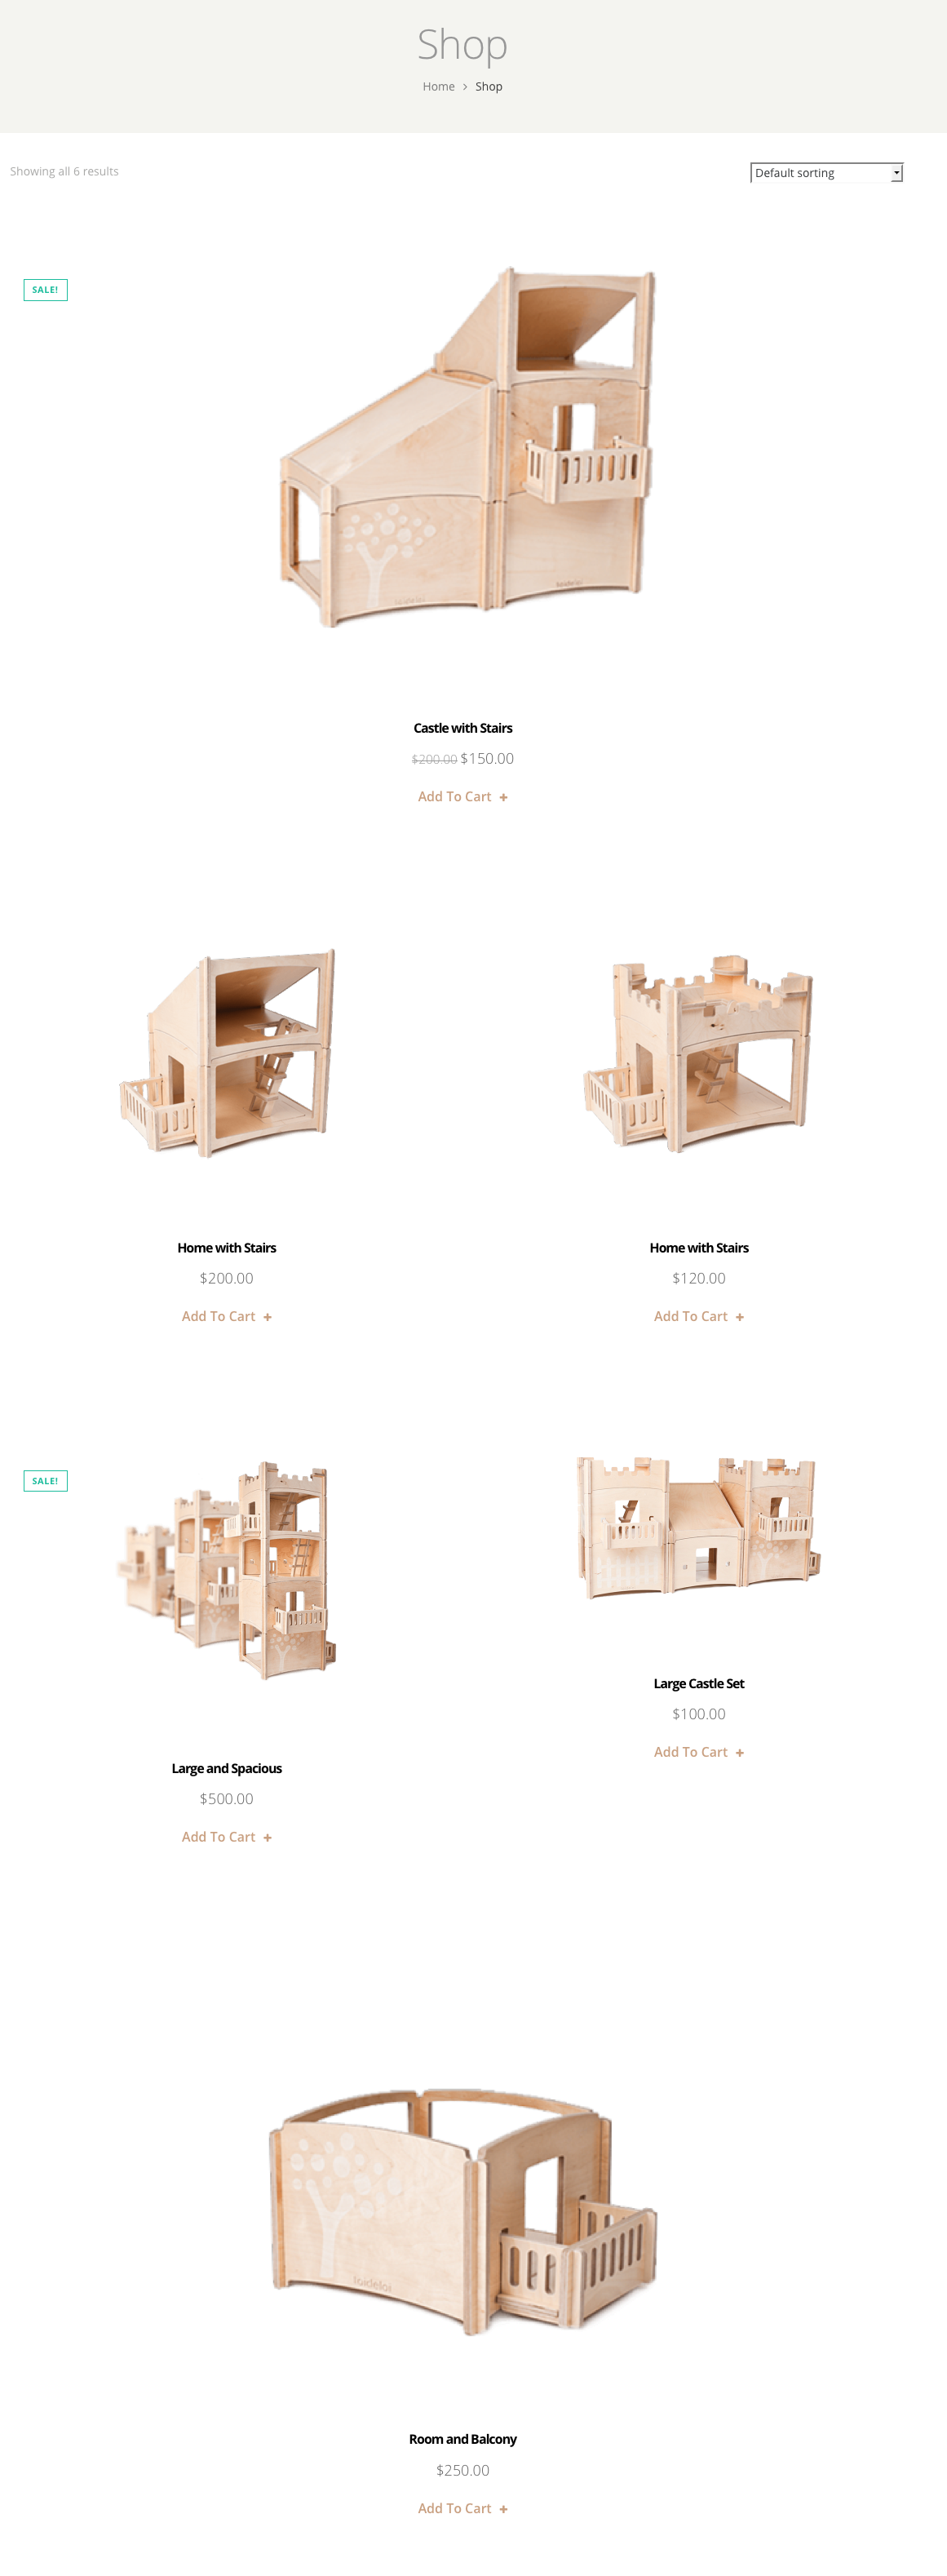 Shop
Home > Shop
Showing all 6 results
Default sorting
SALE!
Castle with Stairs
$200.00 $150.00
Add To Cart +
Home with Stairs
$200.00
Add To Cart +
Home with Stairs
$120.00
Add To Cart +
SALE!
Large and Spacious
$500.00
Add To Cart +
Large Castle Set
$100.00
Add To Cart +
Room and Balcony
$250.00
Add To Cart +